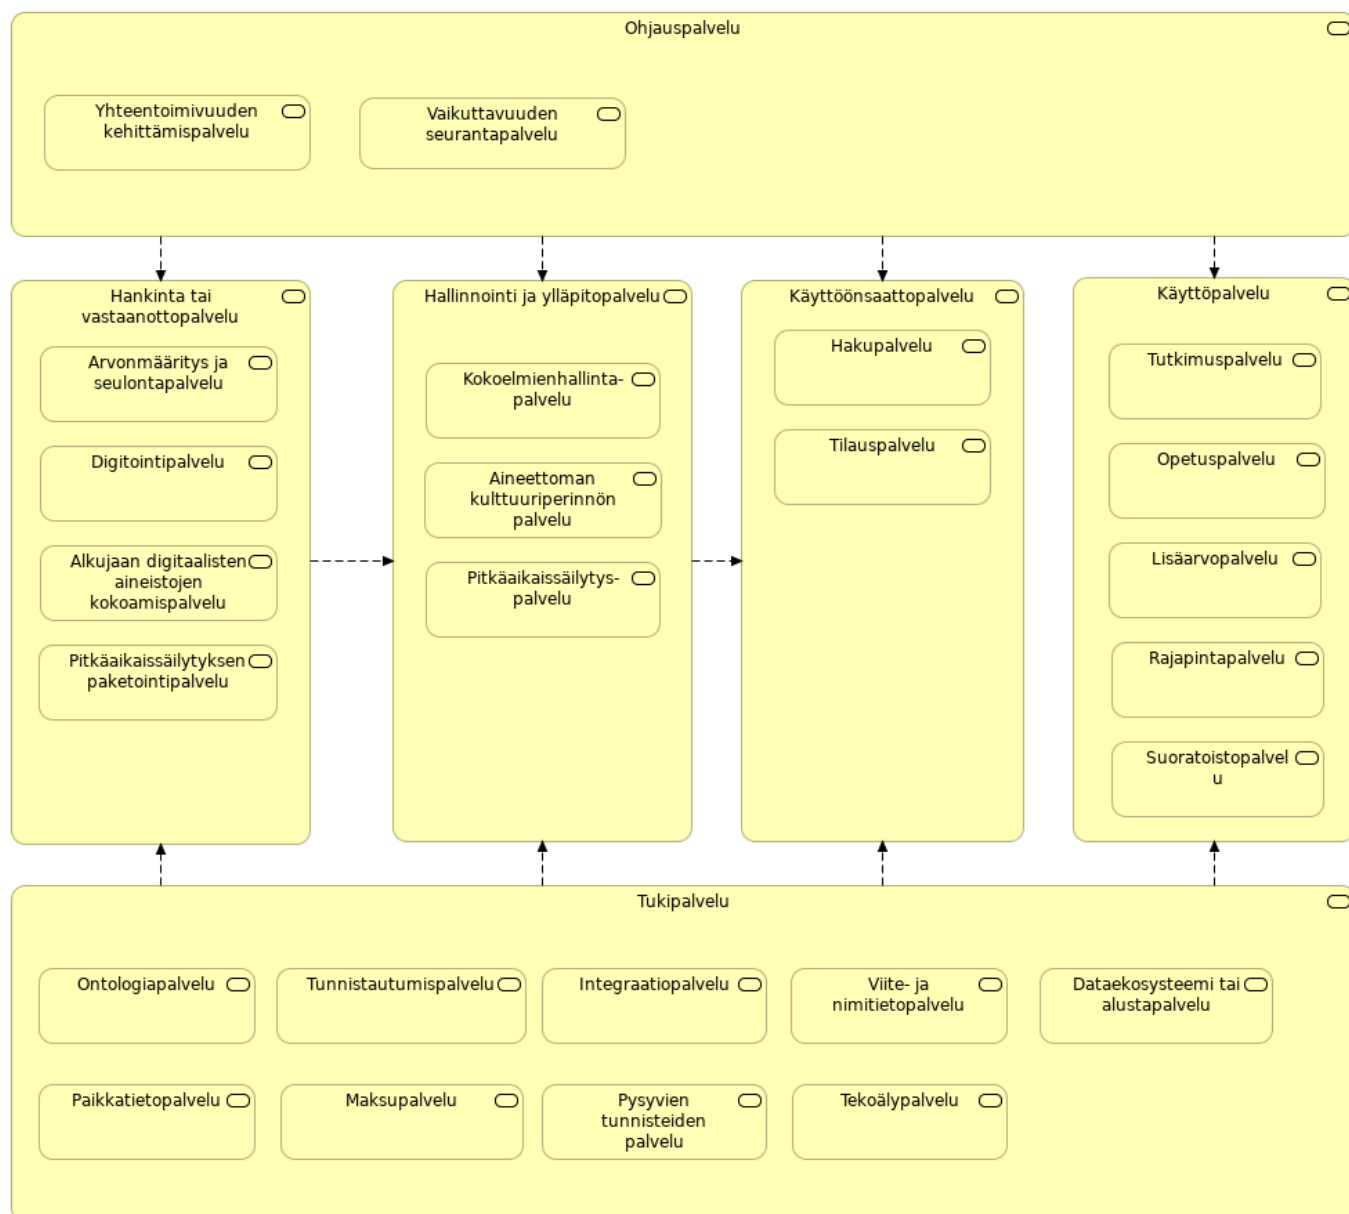 Ohjauspalvelu
Yhteentoimivuuden
kehittämispalvelu
Vaikuttavuuden
seurantapalvelu
Hankinta tai
vastaanottopalvelu
Arvonmääritys ja
seulontapalvelu
Digitointipalvelu
Alkujaan digitaalisten
aineistojen
kokoamispalvelu
Pitkäaikaissäilytyksen
paketointipalvelu
Hallinnointi ja ylläpitopalvelu
Kokoelmienhallinta-
palvelu
Aineettoman
kulttuuriperinnön
palvelu
Pitkäaikaissäilytys-
palvelu
Käyttöönsaattopalvelu
Hakupalvelu
Tilauspalvelu
Käyttöpalvelu
Tutkimuspalvelu
Opetuspalvelu
Lisäarvopalvelu
Rajapintapalvelu
Suoratoistopalvel
u
Tukipalvelu
Ontologiapalvelu
Tunnistautumispalvelu
Integraatiopalvelu
Viite- ja
nimitietopalvelu
Dataekosysteemi tai
alustapalvelu
Paikkatietopalvelu
Maksupalvelu
Pysyvien
tunnisteiden
palvelu
Tekoälypalvelu